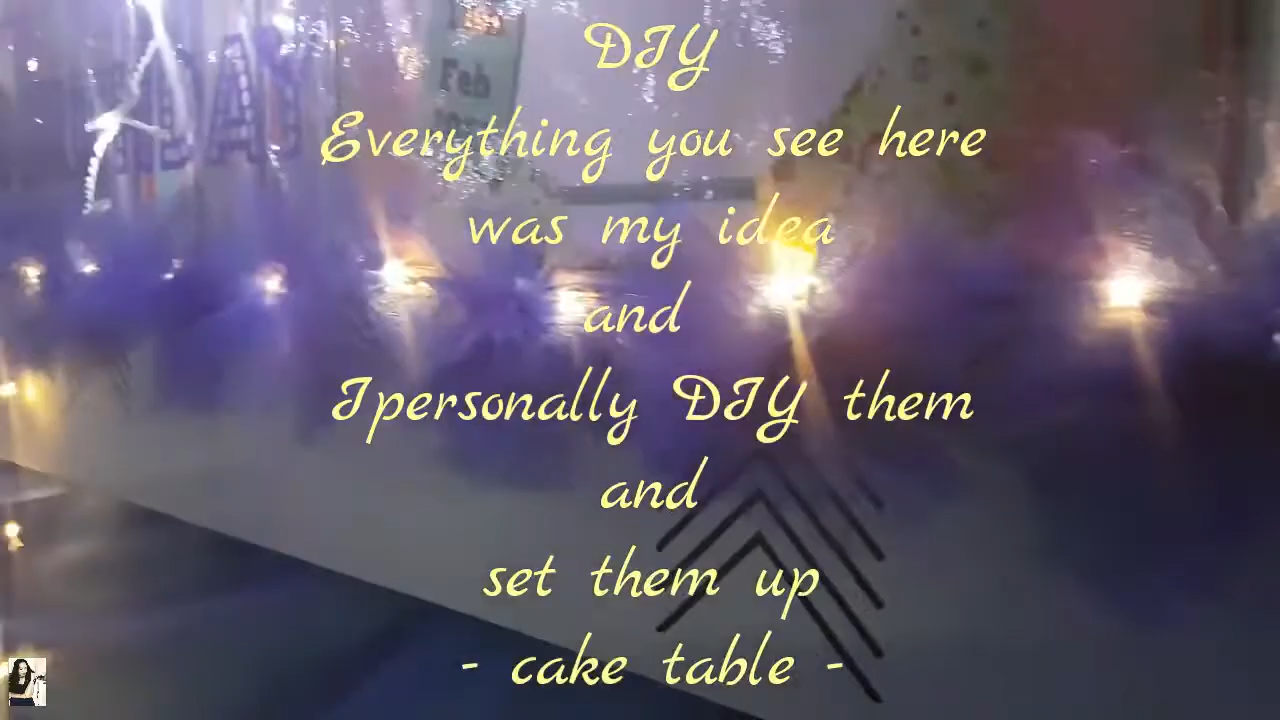 DIY
Everything you see here
was my idea
and
Ipersonally DIY them
and
set them up
- cake table -
Feb